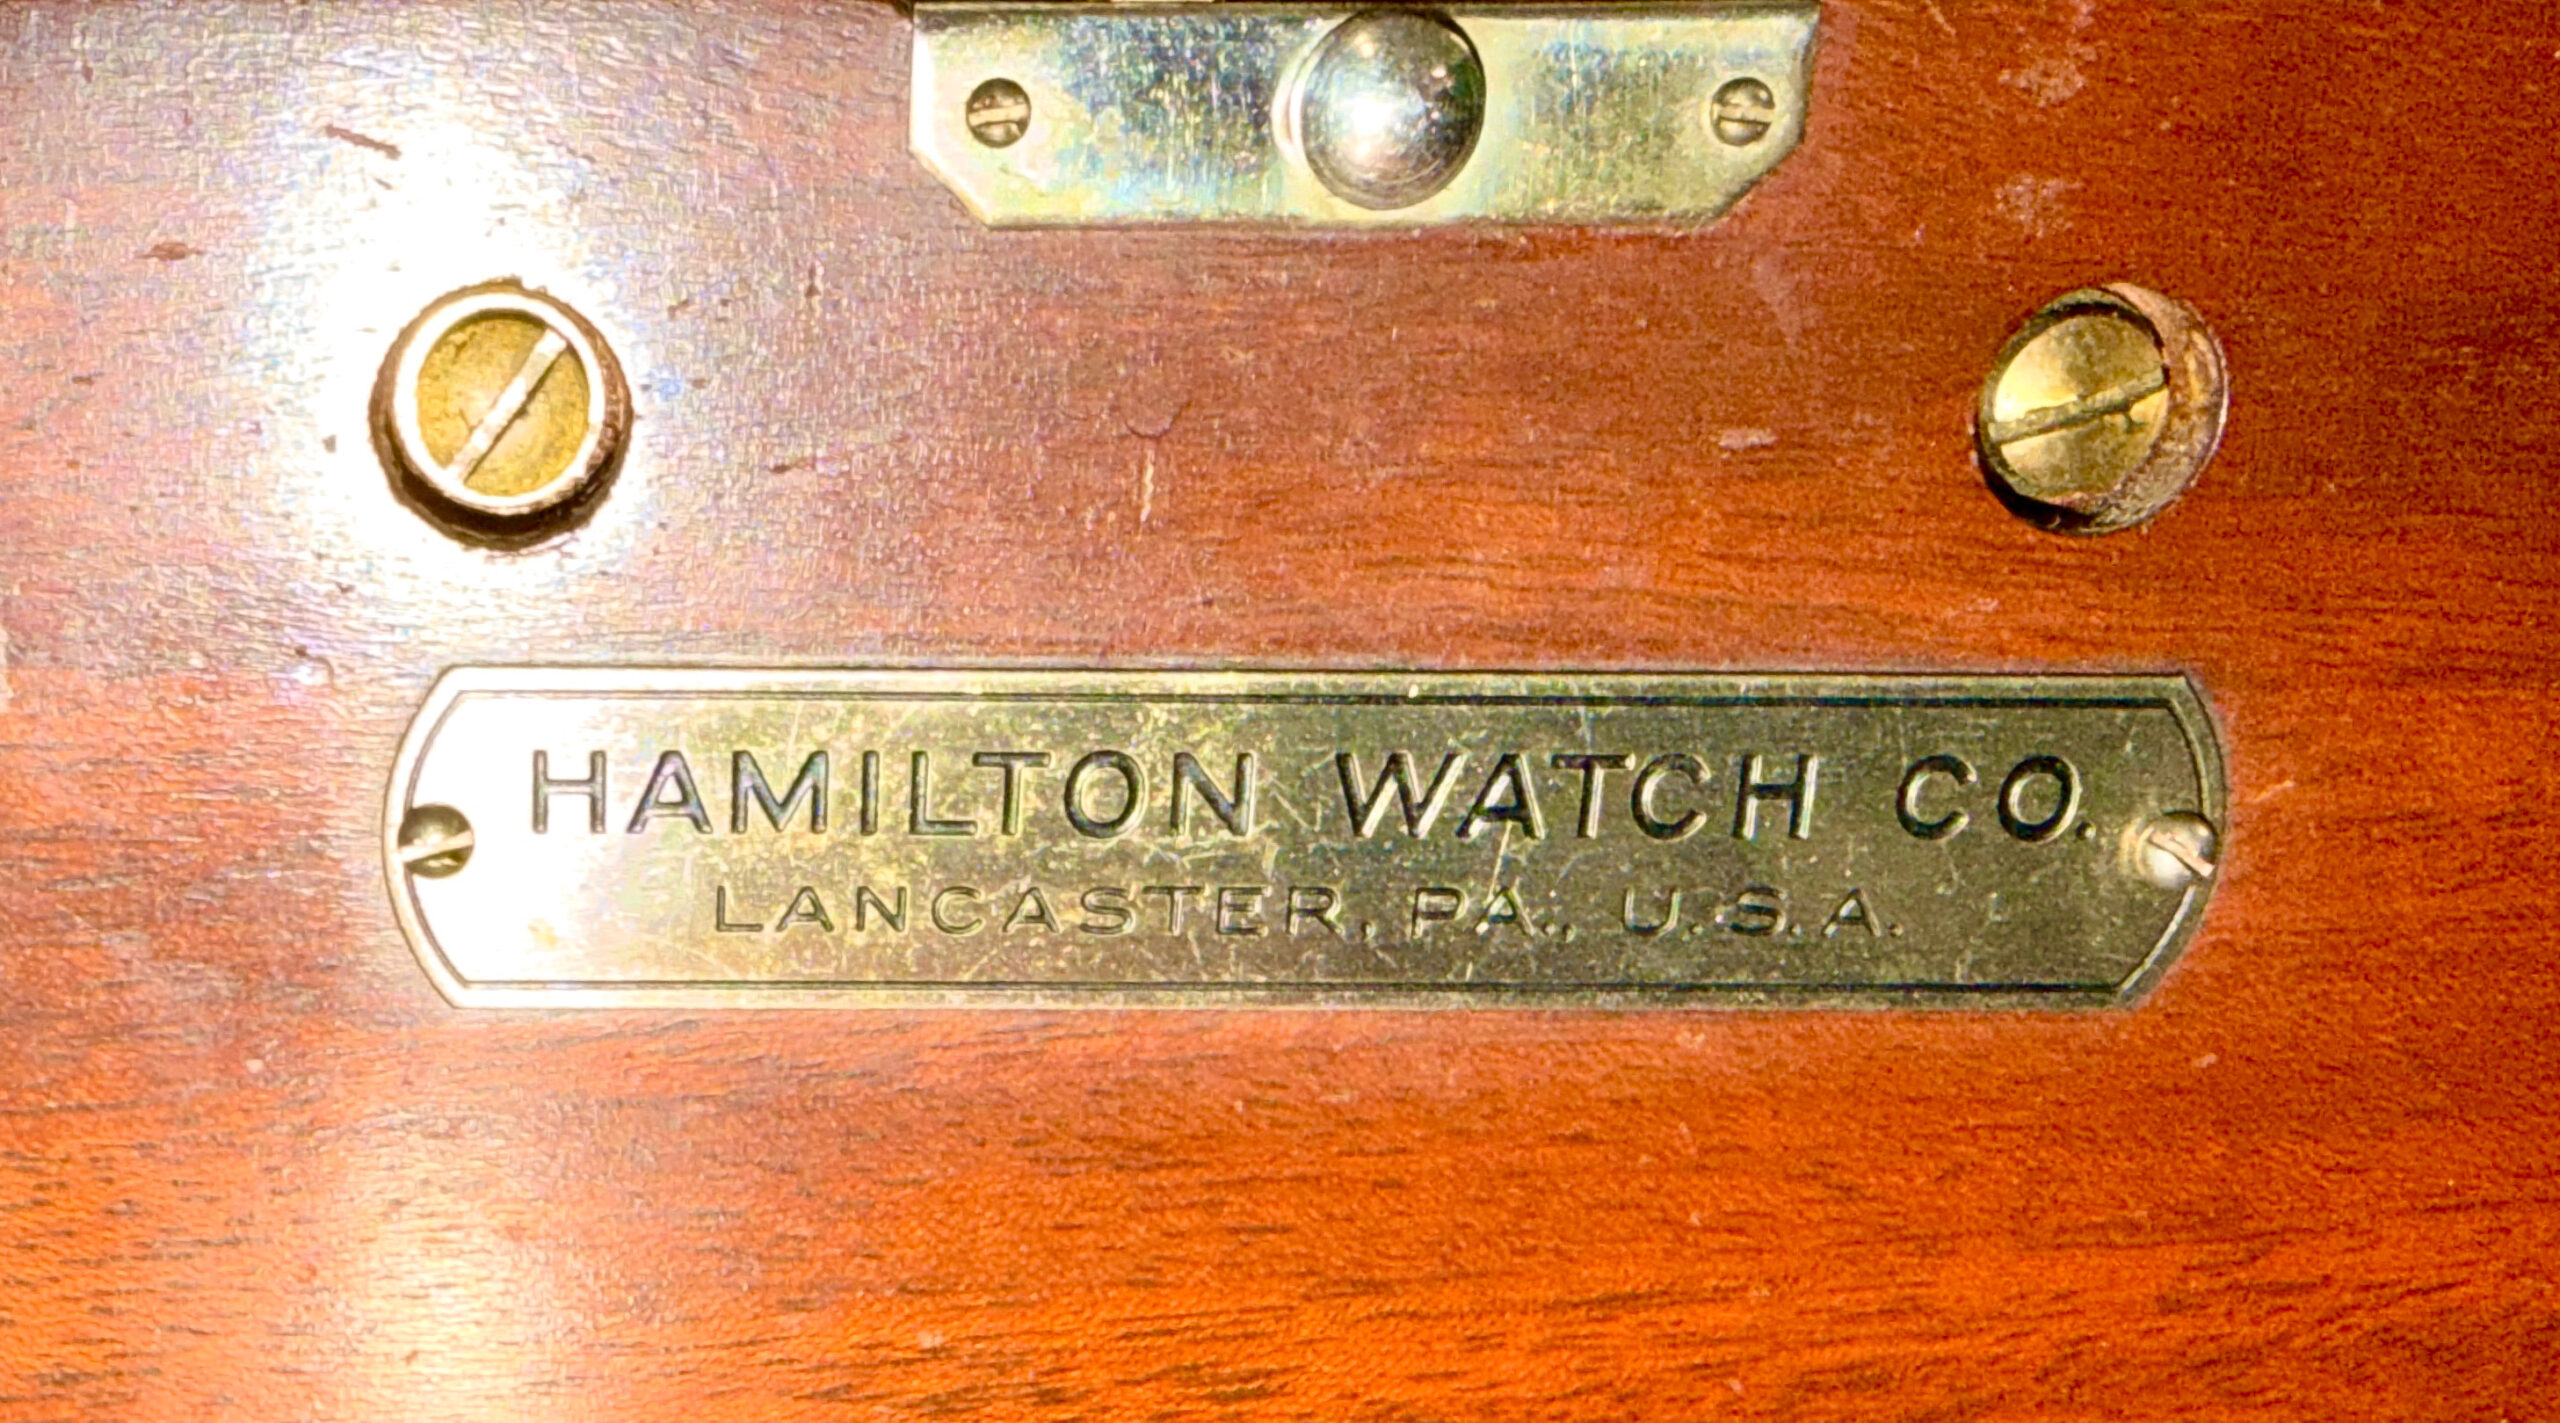 HAMILTON WATCH CO.
LANCASTER, PA., U.S.A.